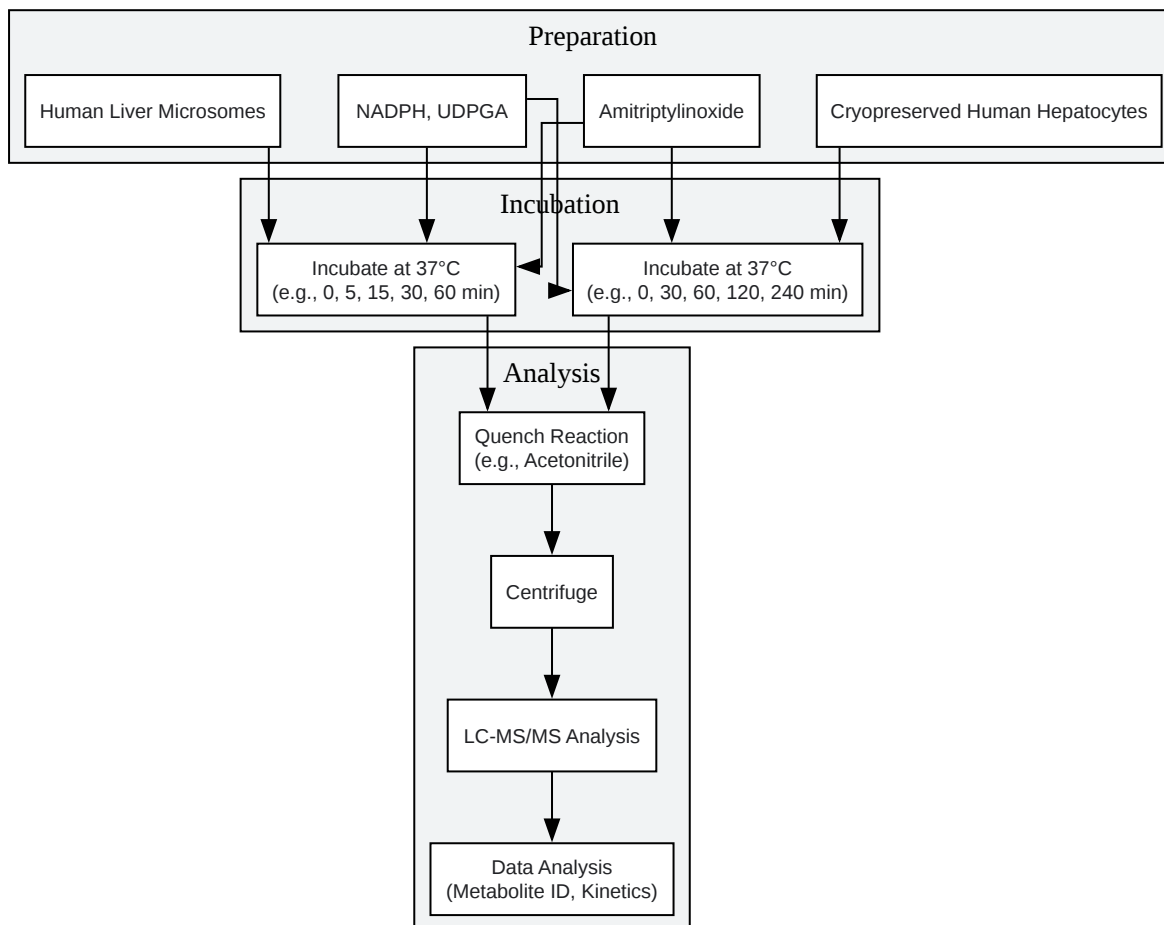 Preparation
Human Liver Microsomes
NADPH, UDPGA
Amitriptylinoxide
Cryopreserved Human Hepatocytes
Incubation
Incubate at 37°C
(e.g., 0, 5, 15, 30, 60 min)
Incubate at 37°C
(e.g., 0, 30, 60, 120, 240 min)
Analysis
Quench Reaction
(e.g., Acetonitrile)
Centrifuge
LC-MS/MS Analysis
Data Analysis
(Metabolite ID, Kinetics)